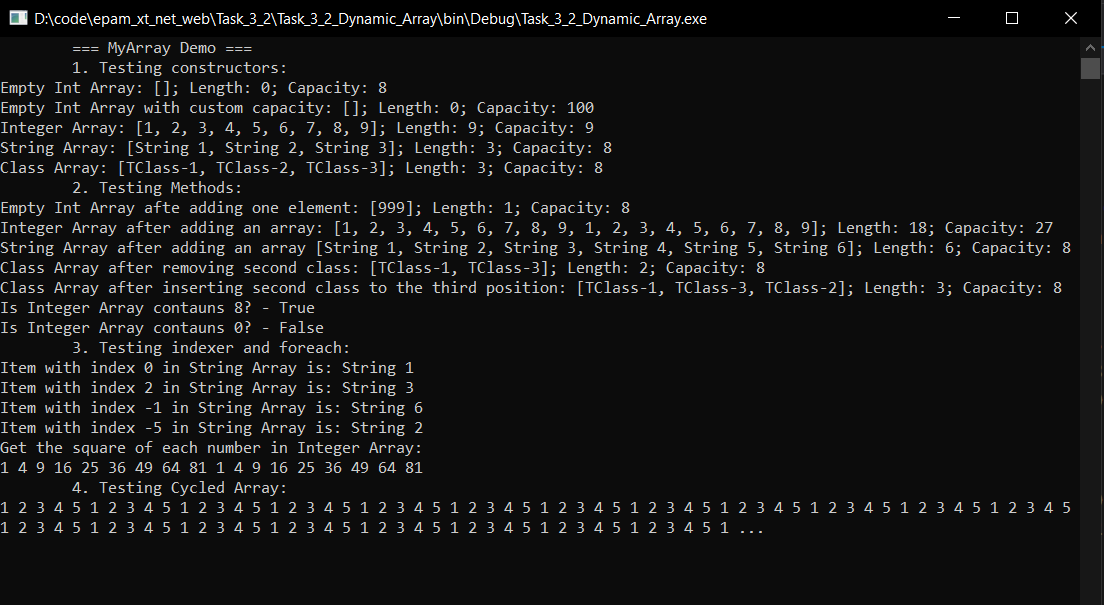 D:\code\epam_xt_net_web\Task_3_2\Task_3_2_Dynamic_Array\bin\Debug\Task_3_2_Dynamic_Array.exe
=== MyArray Demo ===
1. Testing constructors:
Empty Int Array: []; Length: 0; Capacity: 8
Empty Int Array with custom capacity: []; Length: 0; Capacity: 100
Integer Array: [1, 2, 3, 4, 5, 6, 7, 8, 9]; Length: 9; Capacity: 9
String Array: [String 1, String 2, String 3]; Length: 3; Capacity: 8
Class Array: [TClass-1, TClass-2, TClass-3]; Length: 3; Capacity: 8
2. Testing Methods:
Empty Int Array afte adding one element: [999]; Length: 1; Capacity: 8
Integer Array after adding an array: [1, 2, 3, 4, 5, 6, 7, 8, 9, 1, 2, 3, 4, 5, 6, 7, 8, 9]; Length: 18; Capacity: 27
String Array after adding an array [String 1, String 2, String 3, String 4, String 5, String 6]; Length: 6; Capacity: 8
Class Array after removing second class: [TClass-1, TClass-3]; Length: 2; Capacity: 8
Class Array after inserting second class to the third position: [TClass-1, TClass-3, TClass-2]; Length: 3; Capacity: 8
Is Integer Array contauns 8? - True
Is Integer Array contauns 0? - False
3. Testing indexer and foreach:
Item with index 0 in String Array is: String 1
Item with index 2 in String Array is: String 3
Item with index -1 in String Array is: String 6
Item with index -5 in String Array is: String 2
Get the square of each number in Integer Array:
1 4 9 16 25 36 49 64 81 1 4 9 16 25 36 49 64 81
4. Testing Cycled Array:
1 2 3 4 5 1 2 3 4 5 1 2 3 4 5 1 2 3 4 5 1 2 3 4 5 1 2 3 4 5 1 2 3 4 5 1 2 3 4 5 1 2 3 4 5 1 2 3 4 5 1 2 3 4 5 1 2 3 4 5
1 2 3 4 5 1 2 3 4 5 1 2 3 4 5 1 2 3 4 5 1 2 3 4 5 1 2 3 4 5 1 2 3 4 5 1 2 3 4 5 1 ...